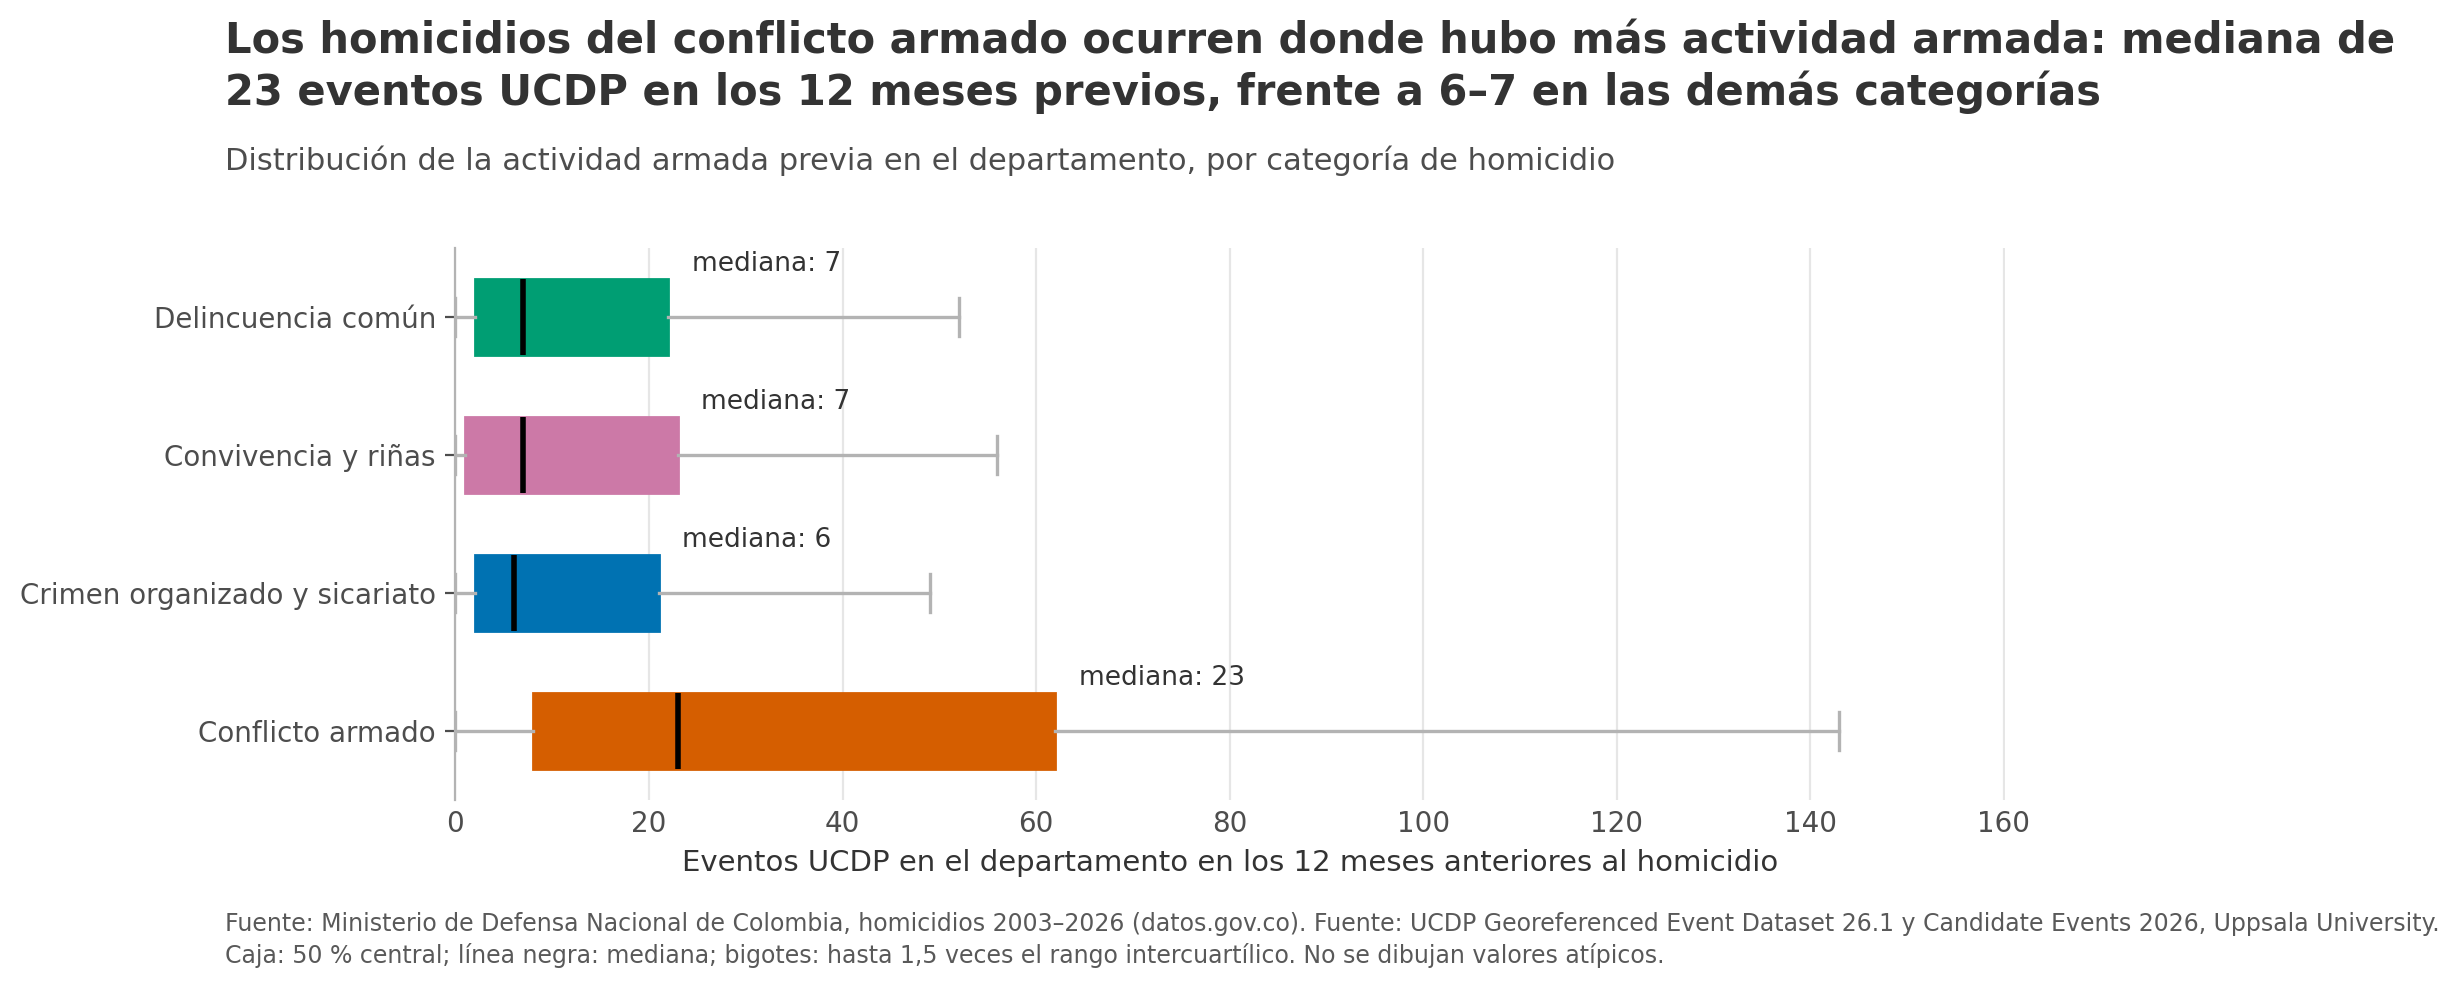 Los homicidios del conflicto armado ocurren donde hubo más actividad armada: mediana de
23 eventos UCDP en los 12 meses previos, frente a 6–7 en las demás categorías
Distribución de la actividad armada previa en el departamento, por categoría de homicidio
mediana: 7
Delincuencia común
mediana: 7
Convivencia y riñas
mediana: 6
Crimen organizado y sicariato
mediana: 23
Conflicto armado
0 20 40 60 80 100 120 140 160
Eventos UCDP en el departamento en los 12 meses anteriores al homicidio
Fuente: Ministerio de Defensa Nacional de Colombia, homicidios 2003–2026 (datos.gov.co). Fuente: UCDP Georeferenced Event Dataset 26.1 y Candidate Events 2026, Uppsala University.
Caja: 50 % central; línea negra: mediana; bigotes: hasta 1,5 veces el rango intercuartílico. No se dibujan valores atípicos.